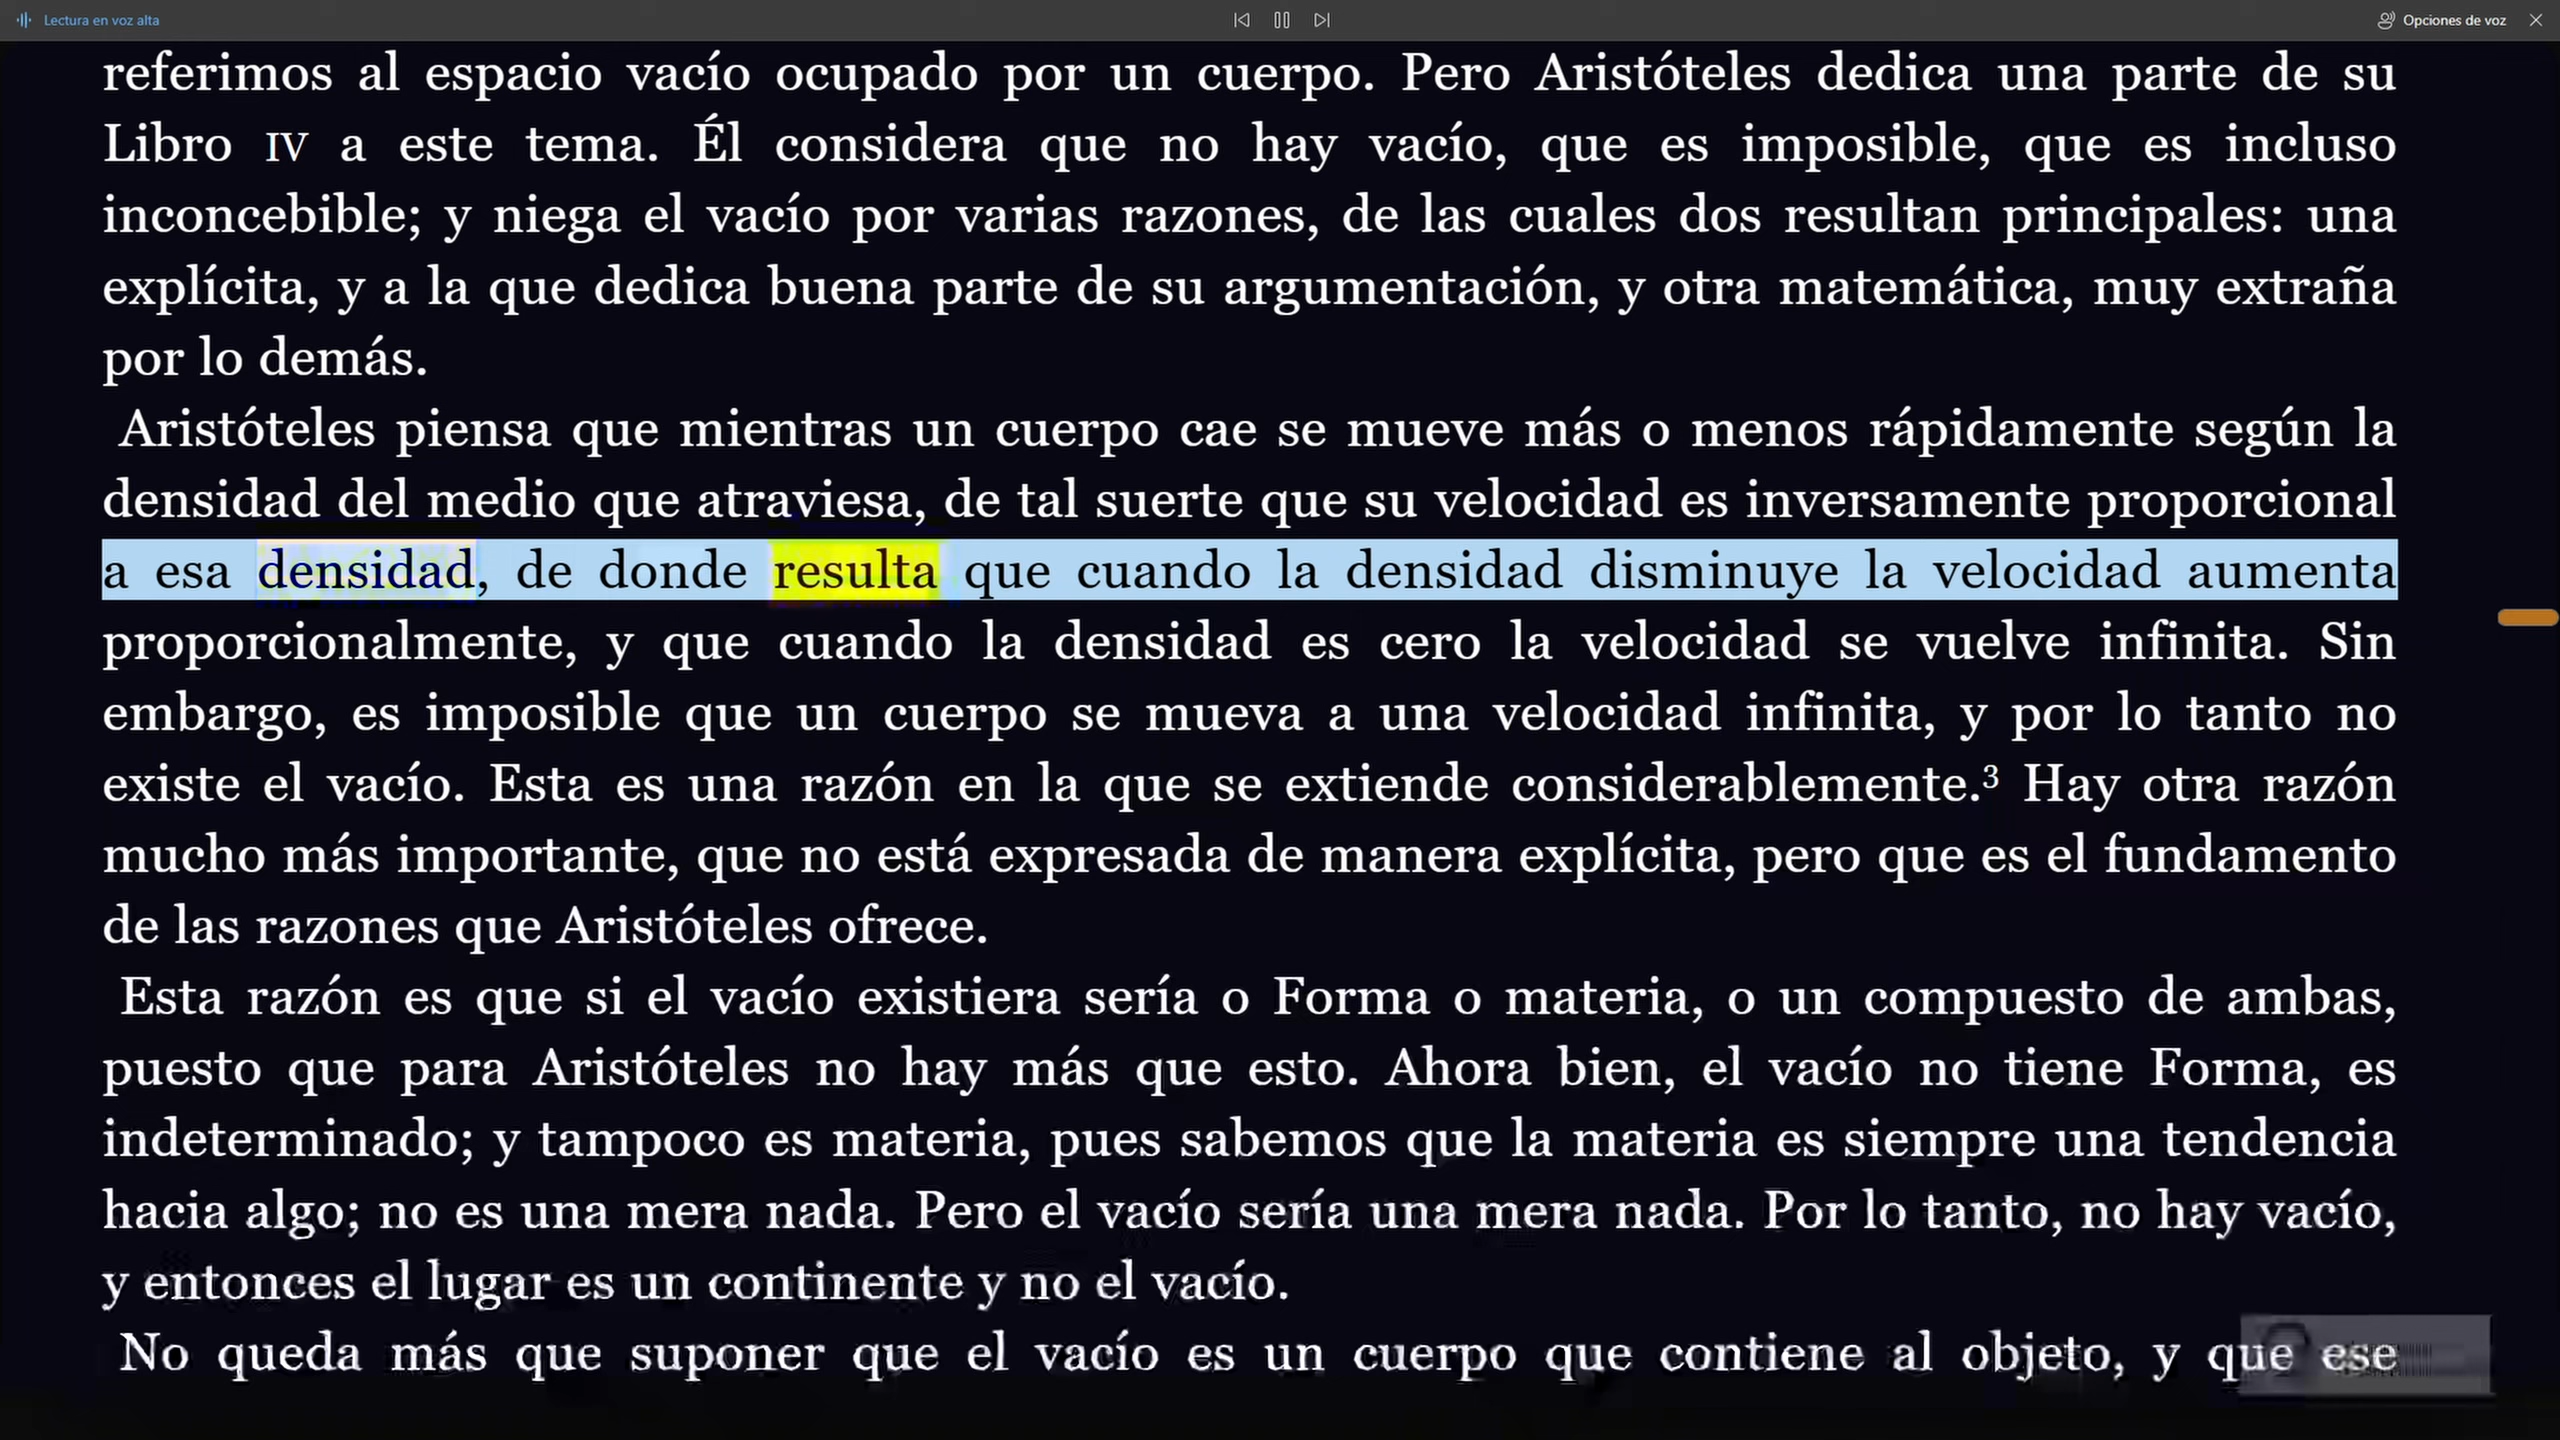 Lectura en voz alta
Opciones de voz
referimos al espacio vacío ocupado por un cuerpo. Pero Aristóteles dedica una parte de su
Libro IV a este tema. Él considera que no hay vacío, que es imposible, que es incluso
inconcebible; y niega el vacío por varias razones, de las cuales dos resultan principales: una
explícita, y a la que dedica buena parte de su argumentación, y otra matemática, muy extraña
por lo demás.
Aristóteles piensa que mientras un cuerpo cae se mueve más o menos rápidamente según la
densidad del medio que atraviesa, de tal suerte que su velocidad es inversamente proporcional
a esa densidad, de donde resulta que cuando la densidad disminuye la velocidad aumenta
proporcionalmente, y que cuando la densidad es cero la velocidad se vuelve infinita. Sin
embargo, es imposible que un cuerpo se mueva a una velocidad infinita, y por lo tanto no
existe el vacío. Esta es una razón en la que se extiende considerablemente.³ Hay otra razón
mucho más importante, que no está expresada de manera explícita, pero que es el fundamento
de las razones que Aristóteles ofrece.
Esta razón es que si el vacío existiera sería o Forma o materia, o un compuesto de ambas,
puesto que para Aristóteles no hay más que esto. Ahora bien, el vacío no tiene Forma, es
indeterminado; y tampoco es materia, pues sabemos que la materia es siempre una tendencia
hacia algo; no es una mera nada. Pero el vacío sería una mera nada. Por lo tanto, no hay vacío,
y entonces el lugar es un continente y no el vacío.
No queda más que suponer que el vacío es un cuerpo que contiene al objeto, y que ese